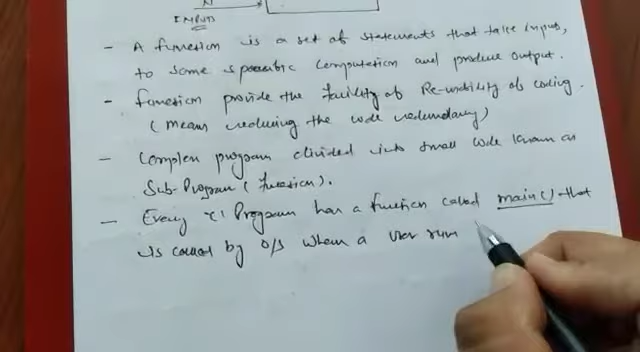 N
INPUTS
- A function is a set of statements that take inputs,
to some specific computation and produce output.
- function provide the facility of Re-usability of coding.
(means reducing the code redundancy)
- Complex program divided into small code known as
Sub-Program (function).
- Every 'C' Program has a function called main() that
is called by O/S when a user run